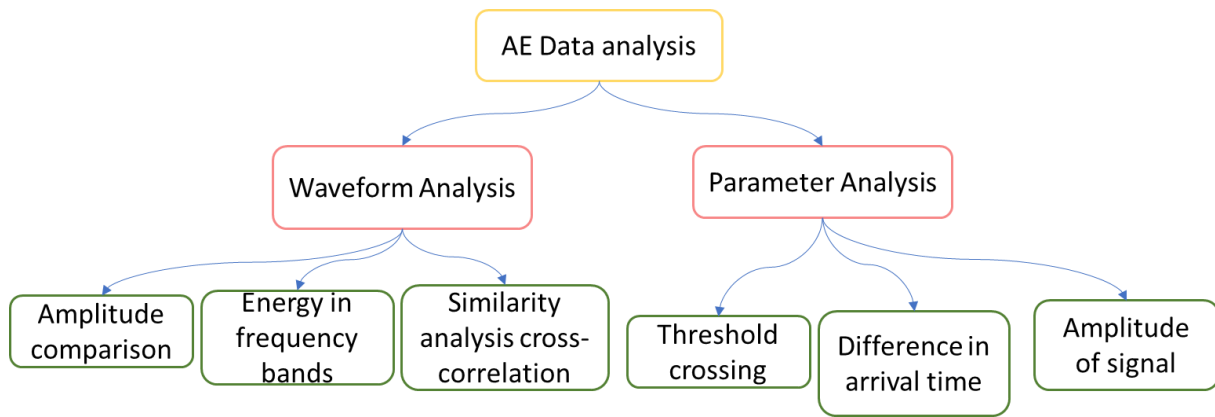 AE Data analysis
Waveform Analysis
Parameter Analysis
Amplitude
comparison
Energy in
frequency
bands
Similarity
analysis cross-
correlation
Threshold
crossing
Difference in
arrival time
Amplitude
of signal